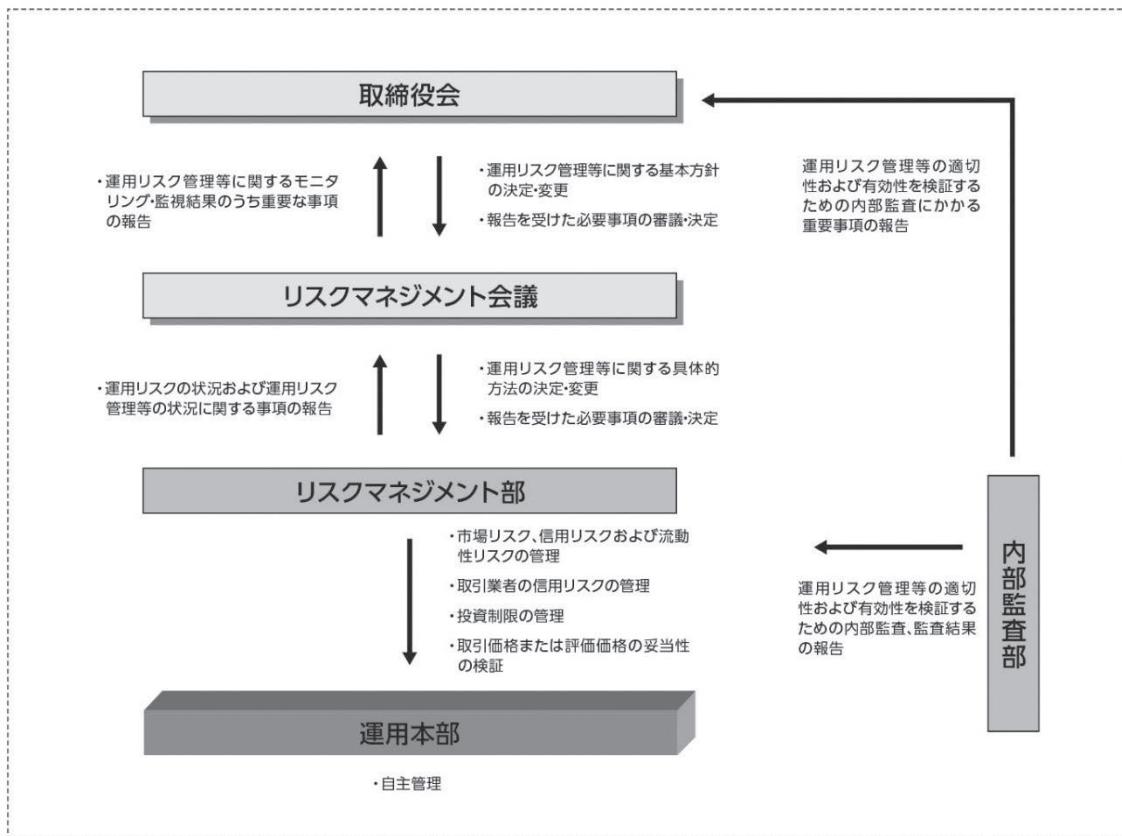 取締役会
・運用リスク管理等に関するモニタ
リング・監視結果のうち重要な事項
の報告
・運用リスク管理等に関する基本方針
の決定・変更
・報告を受けた必要事項の審議・決定
運用リスク管理等の適切
性および有効性を検証する
ための内部監査にかかる
重要事項の報告
リスクマネジメント会議
・運用リスクの状況および運用リスク
管理等の状況に関する事項の報告
・運用リスク管理等に関する具体的
方法の決定・変更
・報告を受けた必要事項の審議・決定
リスクマネジメント部
・市場リスク、信用リスクおよび流動
性リスクの管理
・取引業者の信用リスクの管理
・投資制限の管理
・取引価格または評価価格の妥当性
の検証
運用リスク管理等の適切
性および有効性を検証する
ための内部監査、監査結果
の報告
内部監査部
運用本部
・自主管理